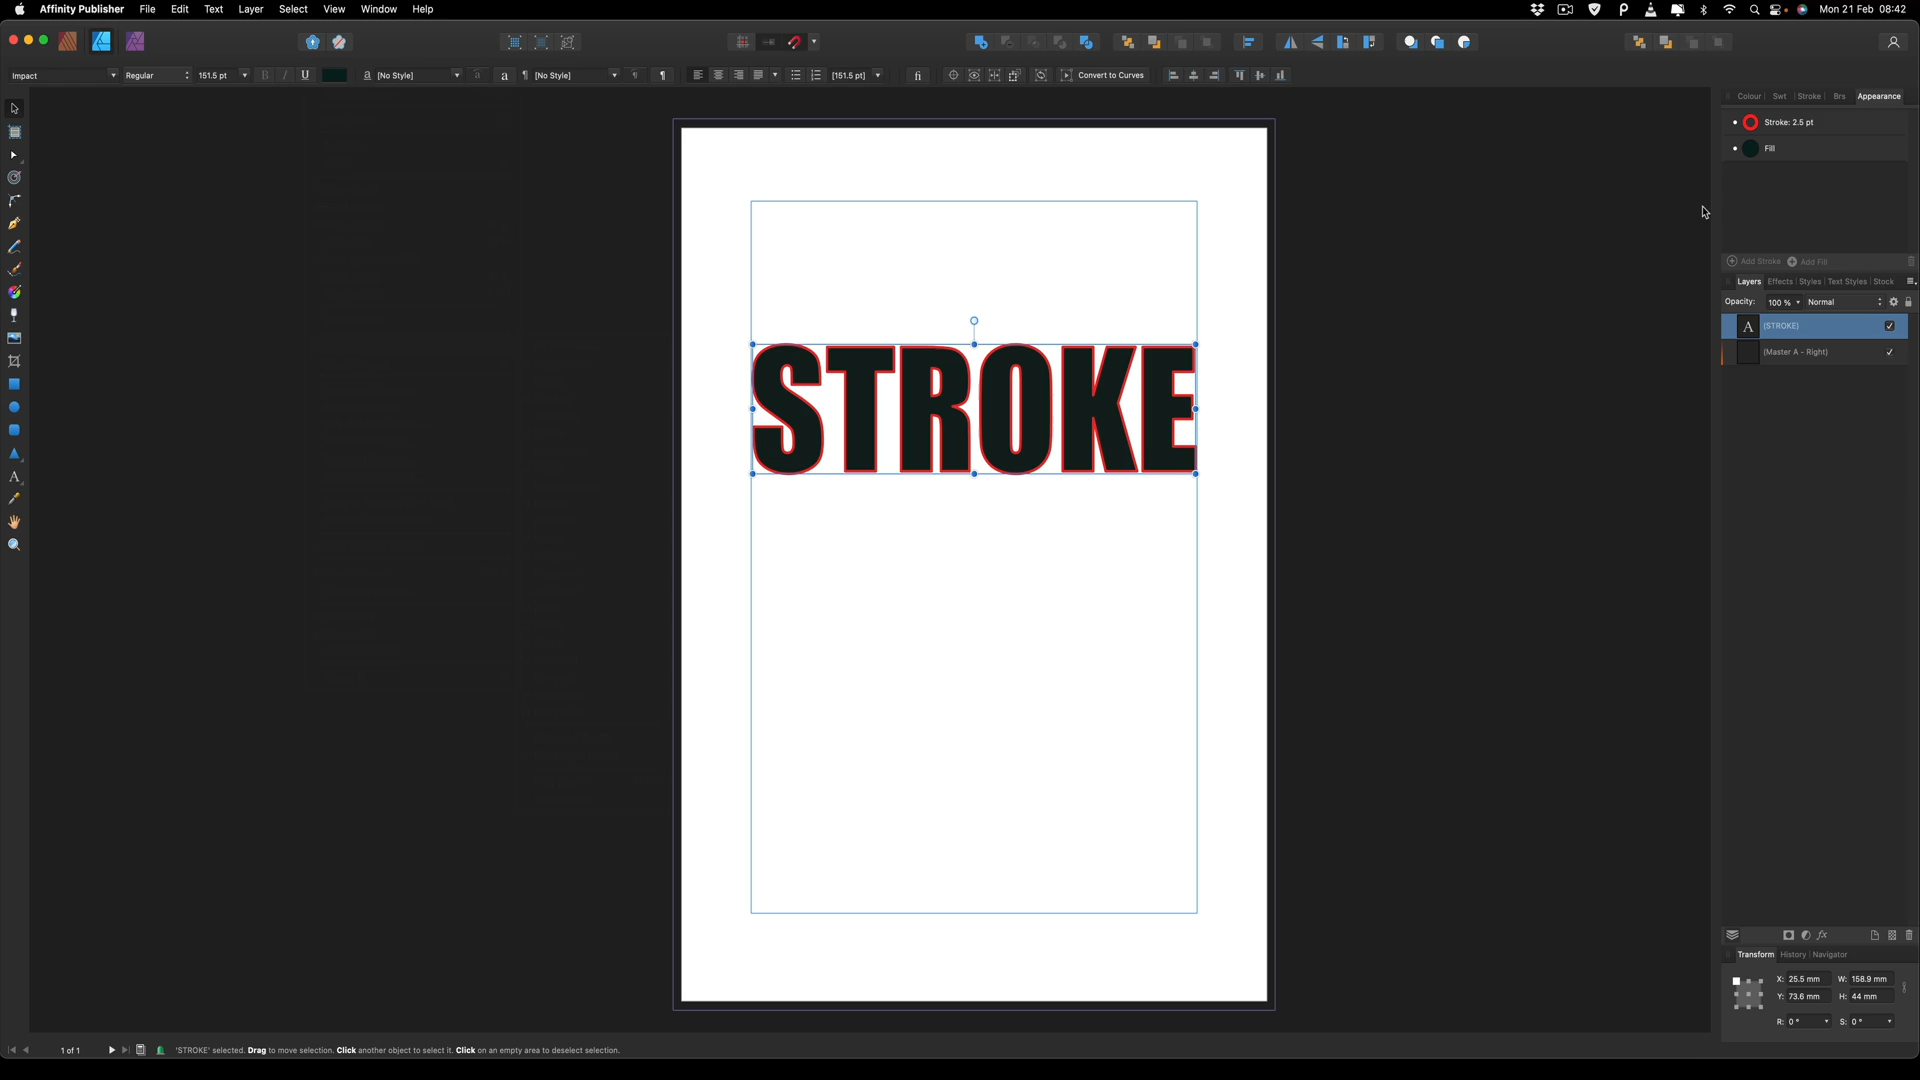 Affinity Publisher File Edit Text Layer Select View Window Help Mon 21 Feb 08:42
Impact Regular 151.5 pt B I U a [No Style] a a ¶ [No Style] ¶ ¶ [151.5 pt] fi Convert to Curves
Colour Swt Stroke Brs Appearance
Stroke: 2.5 pt
Fill
Add Stroke Add Fill
Layers Effects Styles Text Styles Stock
Opacity: 100 % Normal
A (STROKE)
(Master A - Right)
STROKE
fx
Transform History Navigator
X: 25.5 mm W: 158.9 mm
Y: 73.6 mm H: 44 mm
R: 0 ° S: 0 °
1 of 1 'STROKE' selected. Drag to move selection. Click another object to select it. Click on an empty area to deselect selection.